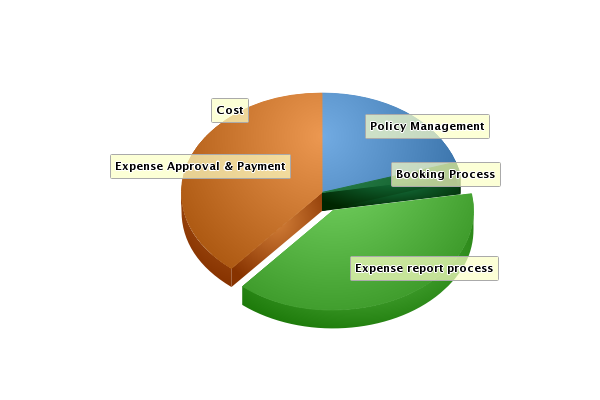 Cost
Policy Management
Expense Approval & Payment
Booking Process
Expense report process